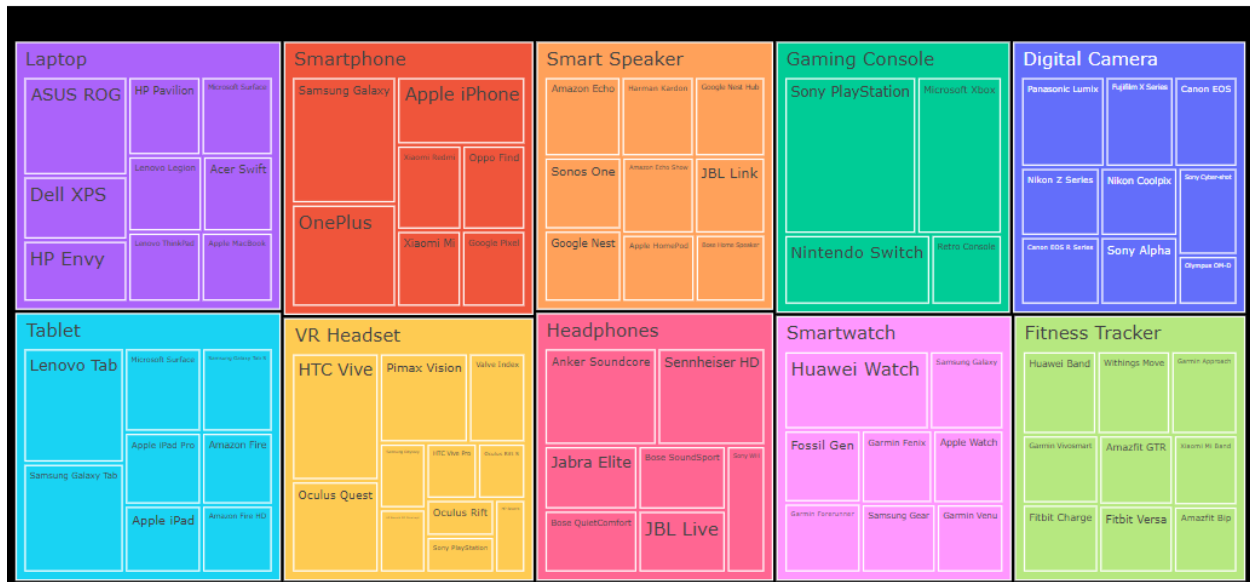 Laptop
ASUS ROG
HP Pavilion
Microsoft Surface
Dell XPS
Lenovo Legion
Acer Swift
HP Envy
Lenovo ThinkPad
Apple MacBook
Smartphone
Samsung Galaxy
Apple iPhone
OnePlus
Xiaomi Redmi
Oppo Find
Xiaomi Mi
Google Pixel
Smart Speaker
Amazon Echo
Harman Kardon
Google Nest Hub
Sonos One
Amazon Echo Show
JBL Link
Google Nest
Apple HomePod
Bose Home Speaker
Gaming Console
Sony PlayStation
Microsoft Xbox
Nintendo Switch
Retro Console
Digital Camera
Panasonic Lumix
Fujifilm X Series
Canon EOS
Nikon Z Series
Nikon Coolpix
Sony Cyber-shot
Canon EOS R Series
Sony Alpha
Olympus OM-D
Tablet
Lenovo Tab
Microsoft Surface
Samsung Galaxy Tab S
Samsung Galaxy Tab
Apple iPad Pro
Amazon Fire
Apple iPad
Amazon Fire HD
VR Headset
HTC Vive
Pimax Vision
Valve Index
HTC Vive Pro
Oculus Rift S
Oculus Quest
Oculus Rift
Sony PlayStation
Headphones
Anker Soundcore
Sennheiser HD
Jabra Elite
Bose SoundSport
Sony WH
Bose QuietComfort
JBL Live
Smartwatch
Huawei Watch
Samsung Galaxy
Fossil Gen
Garmin Fenix
Apple Watch
Garmin Forerunner
Samsung Gear
Garmin Venu
Fitness Tracker
Huawei Band
Withings Move
Garmin Approach
Garmin Vivosmart
Amazfit GTR
Xiaomi Mi Band
Fitbit Charge
Fitbit Versa
Amazfit Bip